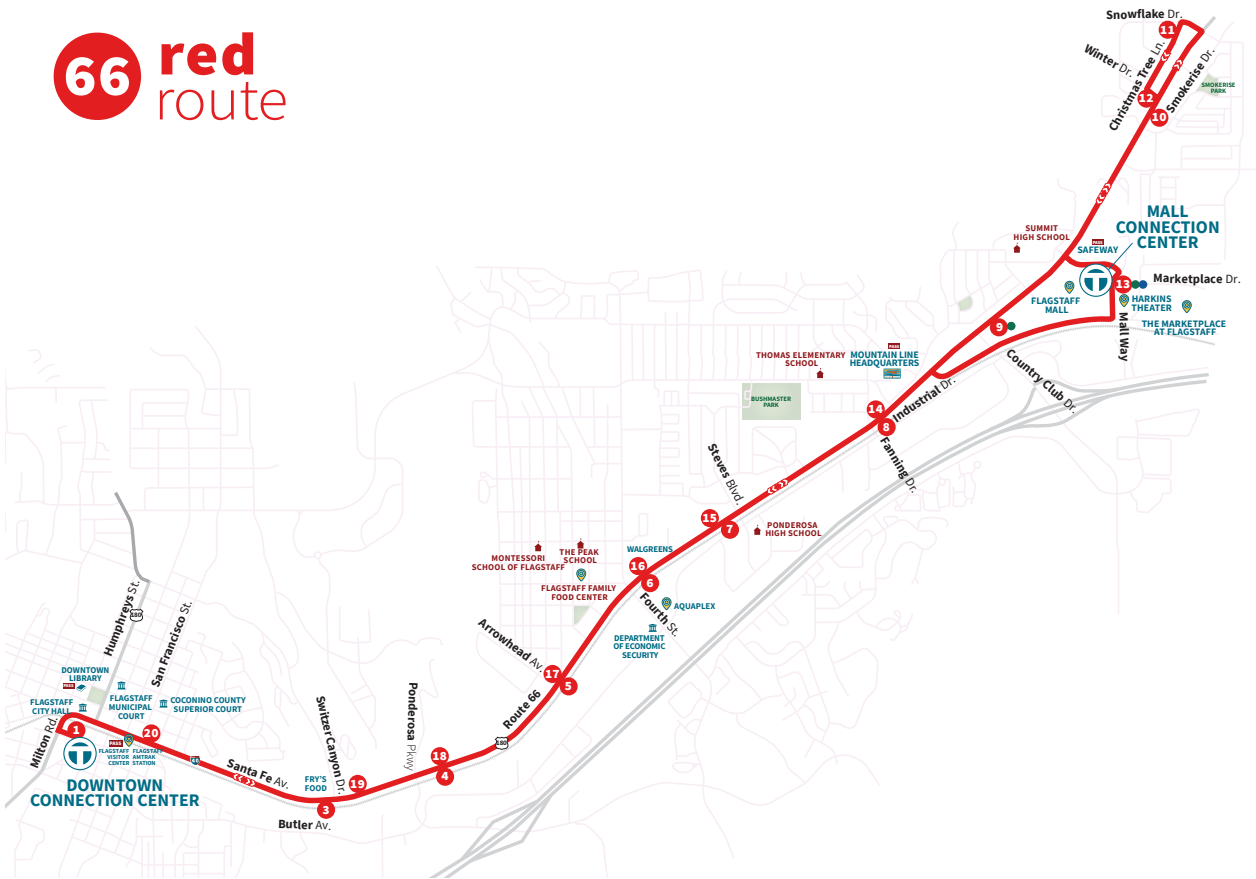 66 red
route
Snowflake Dr.
11
Winter Dr.
Christmas Tree Ln.
Smokerise Dr.
SMOKERISE
PARK
12
10
MALL
CONNECTION
CENTER
SUMMIT
HIGH SCHOOL
PASS
SAFEWAY
13
Marketplace Dr.
FLAGSTAFF
MALL
HARKINS
THEATER
THE MARKETPLACE
AT FLAGSTAFF
Mall Way
9
Country Club Dr.
THOMAS ELEMENTARY
SCHOOL
PASS
MOUNTAIN LINE
HEADQUARTERS
BUSHMASTER
PARK
Industrial Dr.
14
8
Fanning Dr.
Steves Blvd.
15
7
PONDEROSA
HIGH SCHOOL
MONTESSORI
SCHOOL OF FLAGSTAFF
THE PEAK
SCHOOL
WALGREENS
16
6
FLAGSTAFF FAMILY
FOOD CENTER
Fourth St.
AQUAPLEX
DEPARTMENT
OF ECONOMIC
SECURITY
Arrowhead Av.
17
5
Route 66
180
Humphreys St.
180
San Francisco St.
DOWNTOWN
LIBRARY
PASS
FLAGSTAFF
CITY HALL
FLAGSTAFF
MUNICIPAL
COURT
COCONINO COUNTY
SUPERIOR COURT
Milton Rd.
1
20
PASS
FLAGSTAFF
VISITOR
CENTER
FLAGSTAFF
AMTRAK
STATION
DOWNTOWN
CONNECTION CENTER
Santa Fe Av.
FRY'S
FOOD
Switzer Canyon Dr.
19
3
Butler Av.
Ponderosa Pkwy
18
4